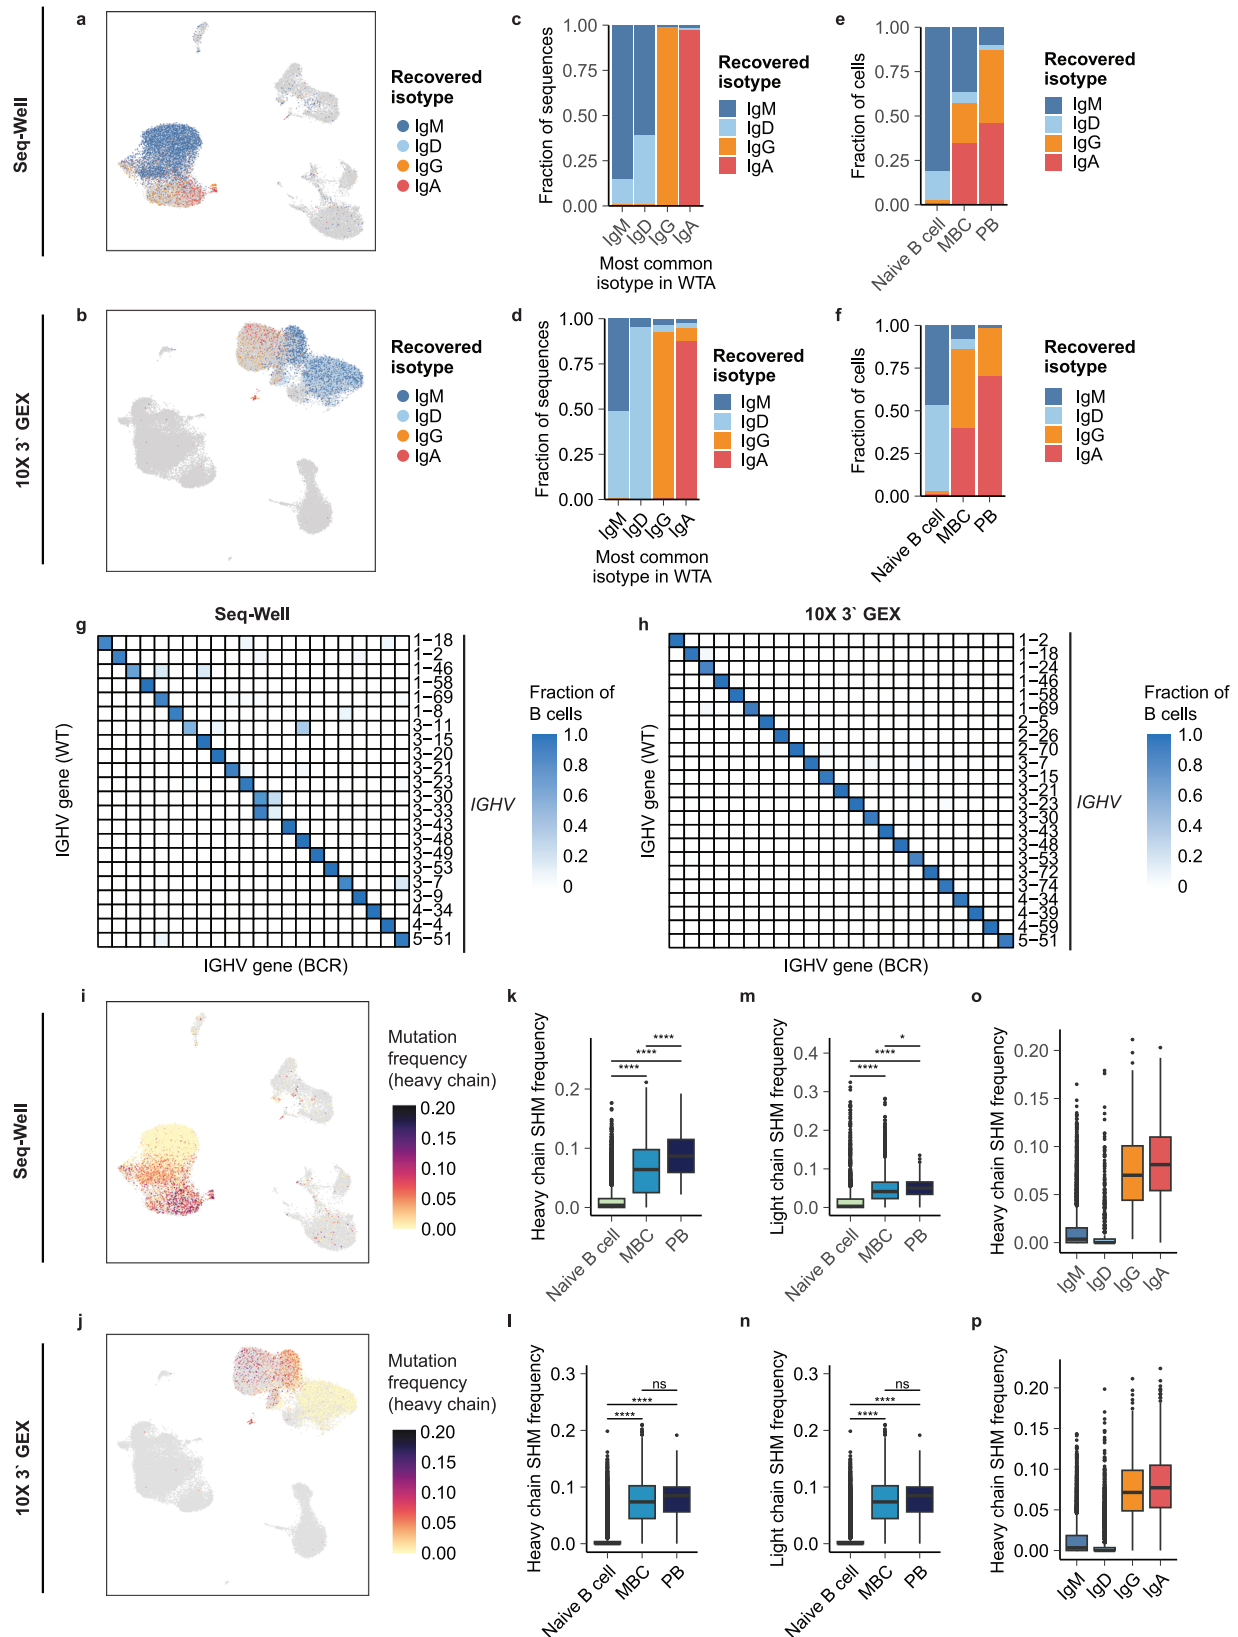 Seq-Well
a
Recovered
isotype
IgM
IgD
IgG
IgA
c
Fraction of sequences
1.00
0.75
0.50
0.25
0.00
IgM
IgD
IgG
IgA
Most common
isotype in WTA
Recovered
isotype
IgM
IgD
IgG
IgA
e
Fraction of cells
1.00
0.75
0.50
0.25
0.00
Naive B cell
MBC
PB
Recovered
isotype
IgM
IgD
IgG
IgA
10X 3` GEX
b
Recovered
isotype
IgM
IgD
IgG
IgA
d
Fraction of sequences
1.00
0.75
0.50
0.25
0.00
IgM
IgD
IgG
IgA
Most common
isotype in WTA
Recovered
isotype
IgM
IgD
IgG
IgA
f
Fraction of cells
1.00
0.75
0.50
0.25
0.00
Naive B cell
MBC
PB
Recovered
isotype
IgM
IgD
IgG
IgA
g
Seq-Well
IGHV gene (WT)
1−18
1−2
1−46
1−58
1−69
1−8
3−11
3−15
3−20
3−21
3−23
3−30
3−33
3−43
3−48
3−49
3−53
3−7
3−9
4−34
4−4
5−51
IGHV
IGHV gene (BCR)
Fraction of
B cells
1.0
0.8
0.6
0.4
0.2
0
h
10X 3` GEX
IGHV gene (WT)
1−2
1−18
1−24
1−46
1−58
1−69
2−5
2−26
2−70
3−7
3−15
3−21
3−23
3−30
3−43
3−48
3−53
3−72
3−74
4−34
4−39
4−59
5−51
IGHV
IGHV gene (BCR)
Fraction of
B cells
1.0
0.8
0.6
0.4
0.2
0
Seq-Well
i
Mutation
frequency
(heavy chain)
0.20
0.15
0.10
0.05
0.00
k
Heavy chain SHM frequency
0.2
0.1
0.0
****
****
****
Naive B cell
MBC
PB
m
Light chain SHM frequency
0.4
0.3
0.2
0.1
0.0
*
****
****
Naive B cell
MBC
PB
o
Heavy chain SHM frequency
0.20
0.15
0.10
0.05
0.00
IgM
IgD
IgG
IgA
10X 3` GEX
j
Mutation
frequency
(heavy chain)
0.20
0.15
0.10
0.05
0.00
l
Heavy chain SHM frequency
0.3
0.2
0.1
0.0
ns
****
****
Naive B cell
MBC
PB
n
Light chain SHM frequency
0.3
0.2
0.1
0.0
ns
****
****
Naive B cell
MBC
PB
p
Heavy chain SHM frequency
0.20
0.15
0.10
0.05
0.00
IgM
IgD
IgG
IgA